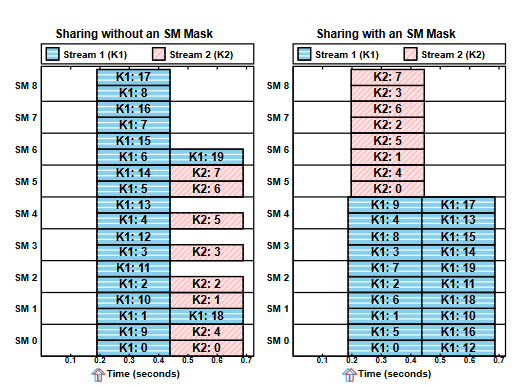 Sharing without an SM Mask
Stream 1 (K1) Stream 2 (K2)
K1: 17
SM 8
K1: 8
K1: 16
SM 7
K1: 7
K1: 15
SM 6
K1: 6 K1: 19
K1: 14 K2: 7
SM 5
K1: 5 K2: 6
K1: 13
SM 4
K1: 4 K2: 5
K1: 12
SM 3
K1: 3 K2: 3
K1: 11
SM 2
K1: 2 K2: 2
K1: 10 K2: 1
SM 1
K1: 1 K1: 18
K1: 9 K2: 4
SM 0
K1: 0 K2: 0
0.1 0.2 0.3 0.4 0.5 0.6 0.7
Time (seconds)
Sharing with an SM Mask
Stream 1 (K1) Stream 2 (K2)
K2: 7
SM 8
K2: 3
K2: 6
SM 7
K2: 2
K2: 5
SM 6
K2: 1
K2: 4
SM 5
K2: 0
K1: 9 K1: 17
SM 4
K1: 4 K1: 13
K1: 8 K1: 15
SM 3
K1: 3 K1: 14
K1: 7 K1: 19
SM 2
K1: 2 K1: 11
K1: 6 K1: 18
SM 1
K1: 1 K1: 10
K1: 5 K1: 16
SM 0
K1: 0 K1: 12
0.1 0.2 0.3 0.4 0.5 0.6 0.7
Time (seconds)